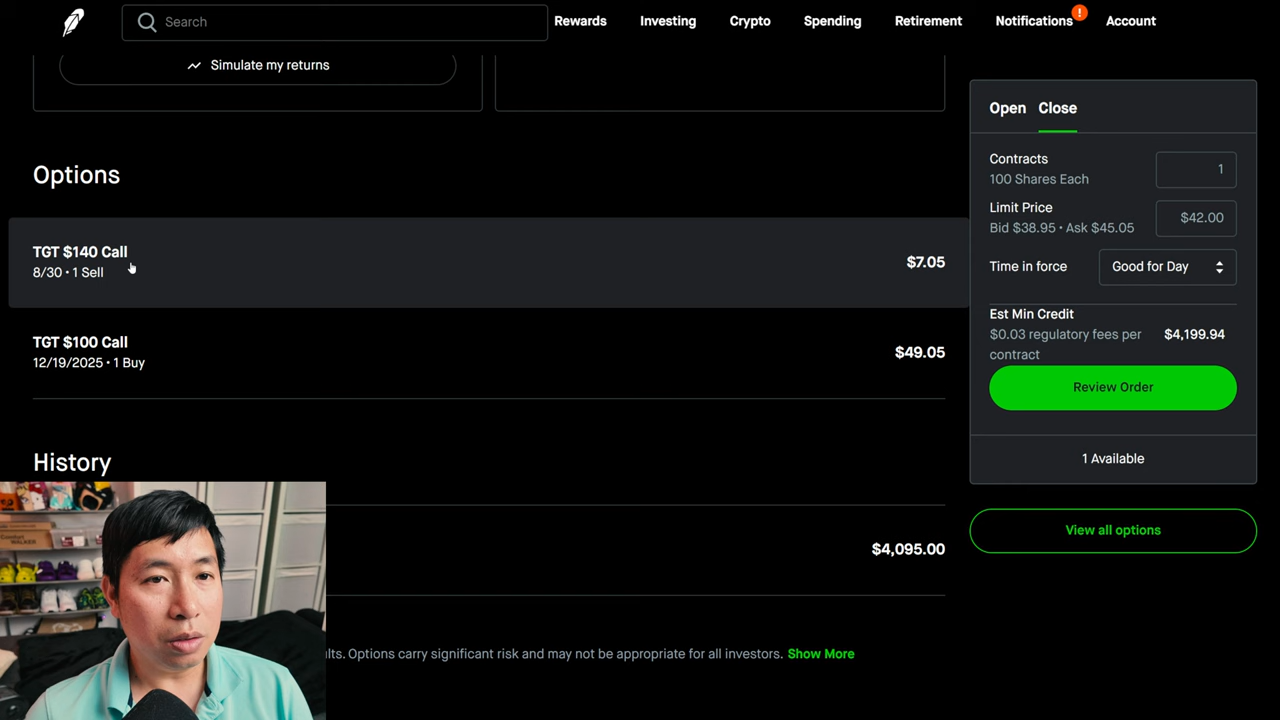 Search
Rewards
Investing
Crypto
Spending
Retirement
Notifications
!
Account
Simulate my returns
Options
TGT $140 Call
8/30 • 1 Sell
$7.05
TGT $100 Call
12/19/2025 • 1 Buy
$49.05
History
$4,095.00
Options carry significant risk and may not be appropriate for all investors. Show More
Open Close
Contracts
100 Shares Each
1
Limit Price
Bid $38.95 • Ask $45.05
$42.00
Time in force
Good for Day
Est Min Credit
$0.03 regulatory fees per
contract
$4,199.94
Review Order
1 Available
View all options